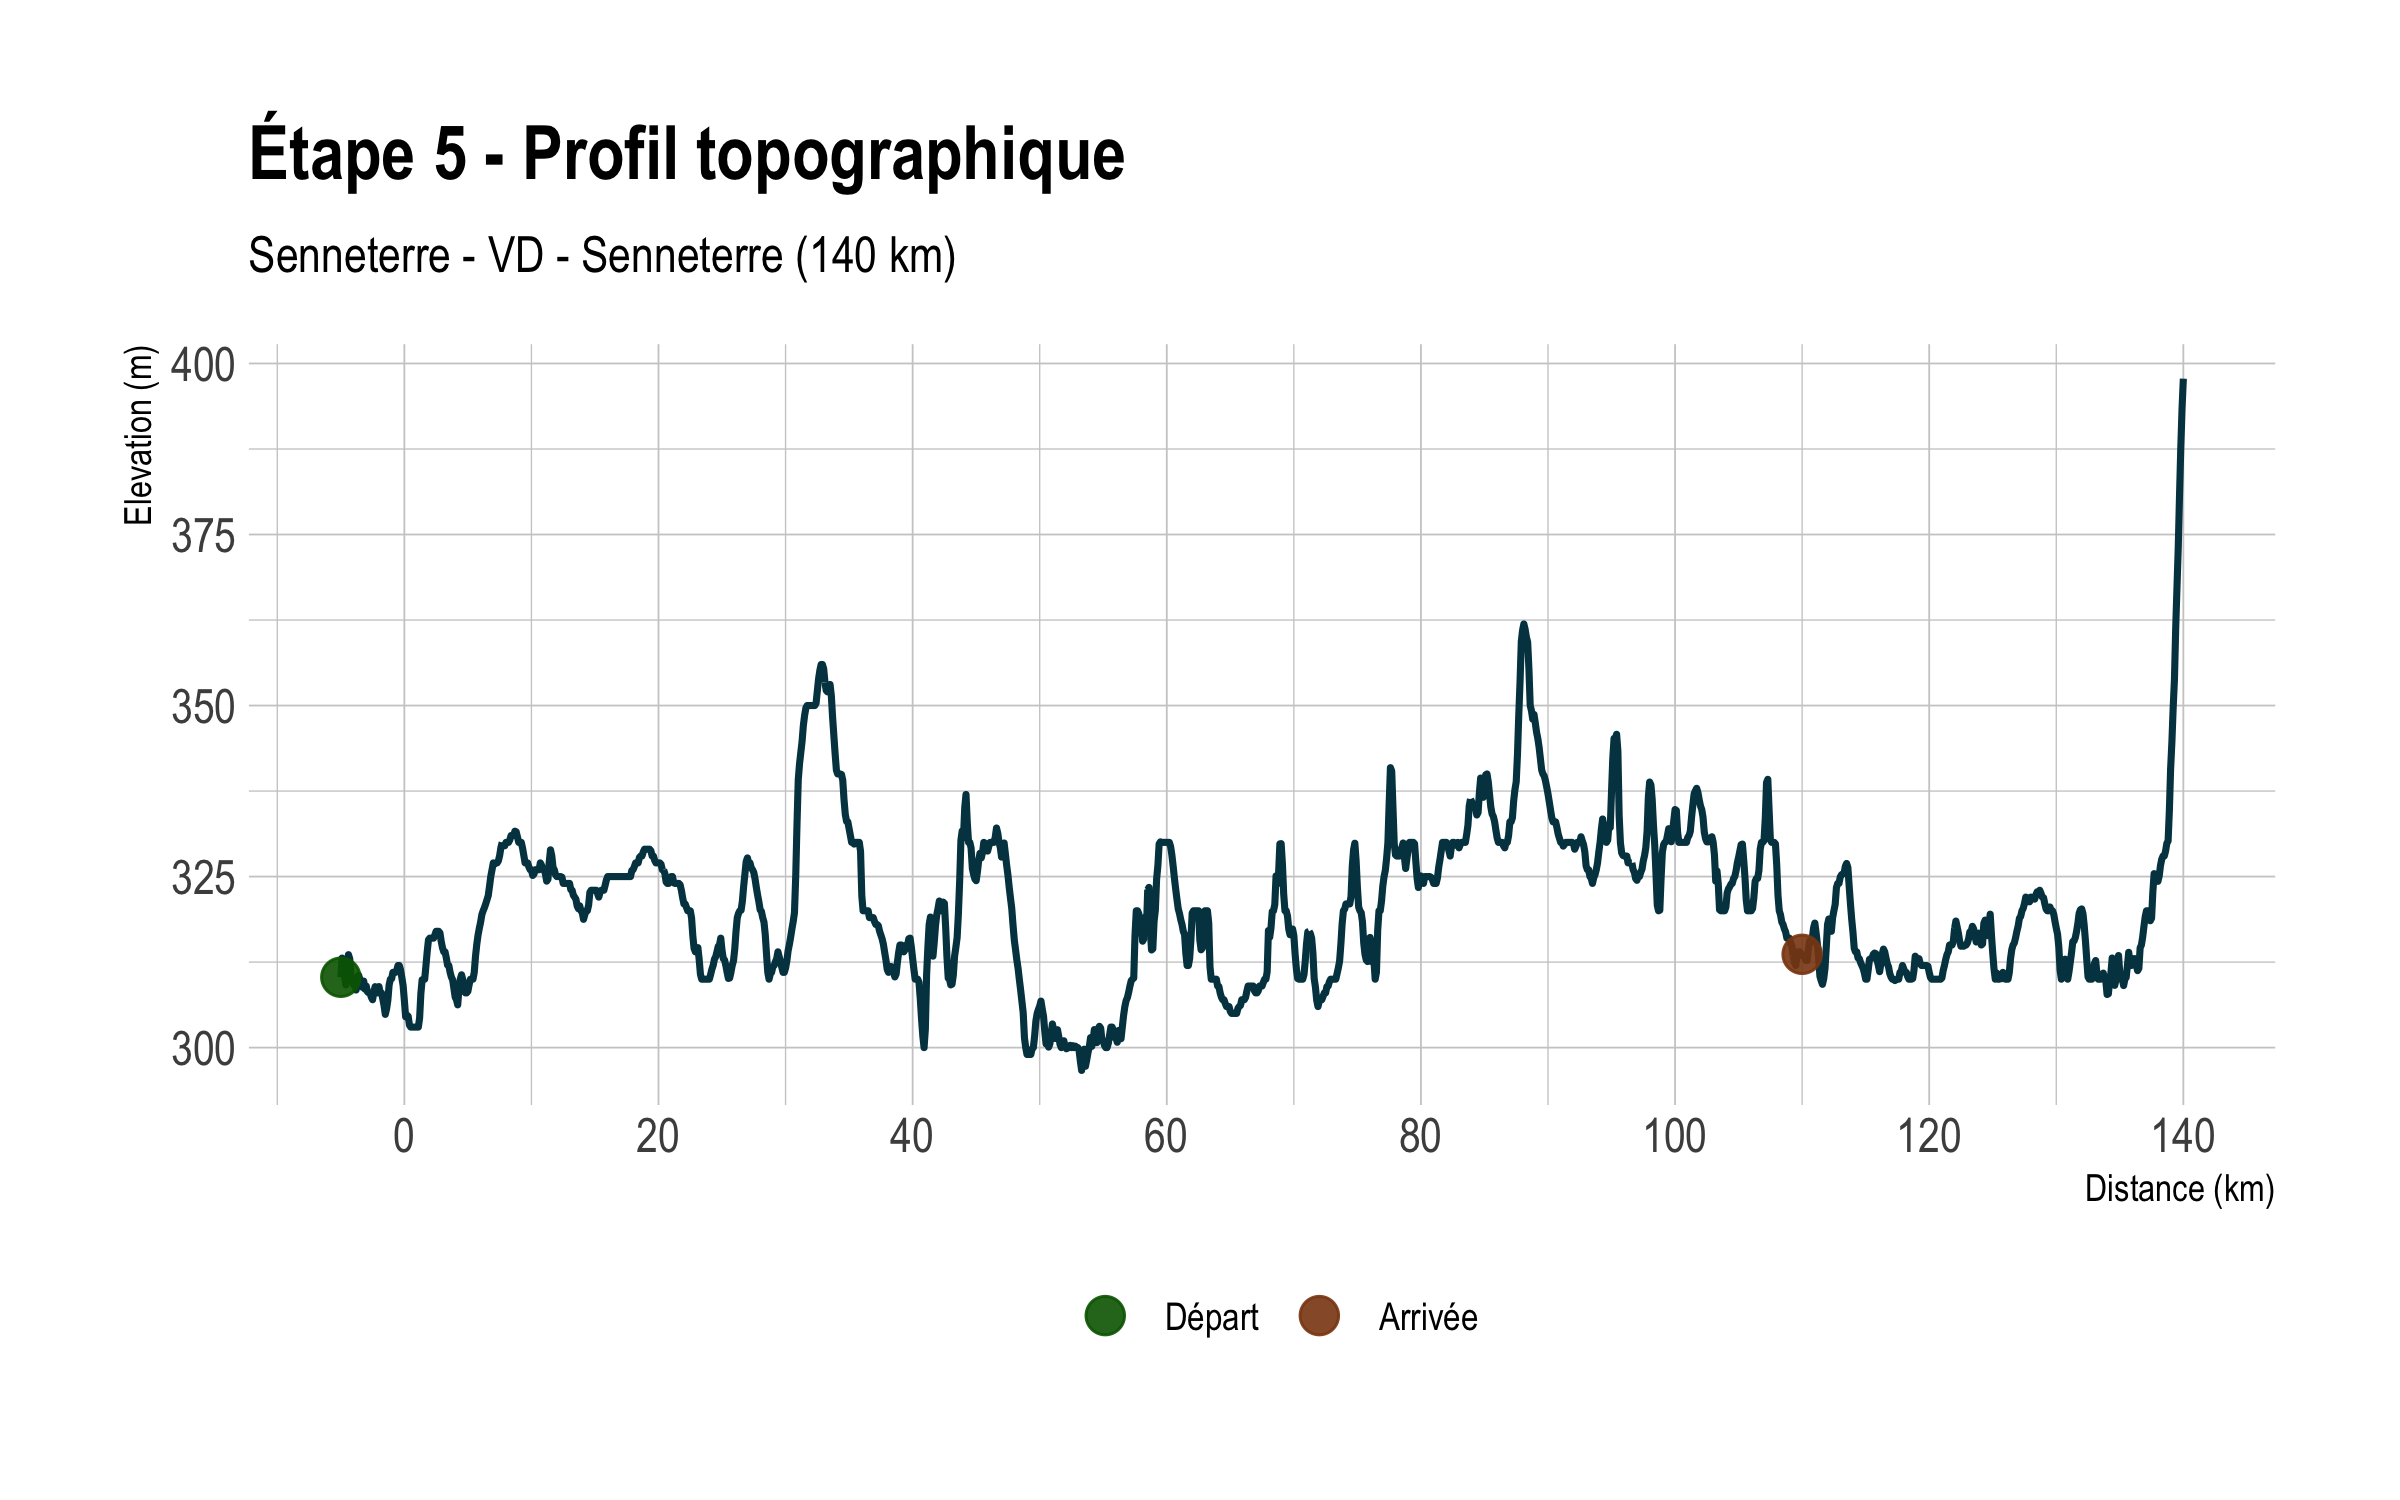 Étape 5 - Profil topographique
Senneterre - VD - Senneterre (140 km)
Elevation (m)
400
375
350
325
300
0 20 40 60 80 100 120 140
Distance (km)
Départ Arrivée